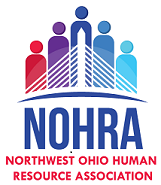 NOHRA
NORTHWEST OHIO HUMAN
RESOURCE ASSOCIATION